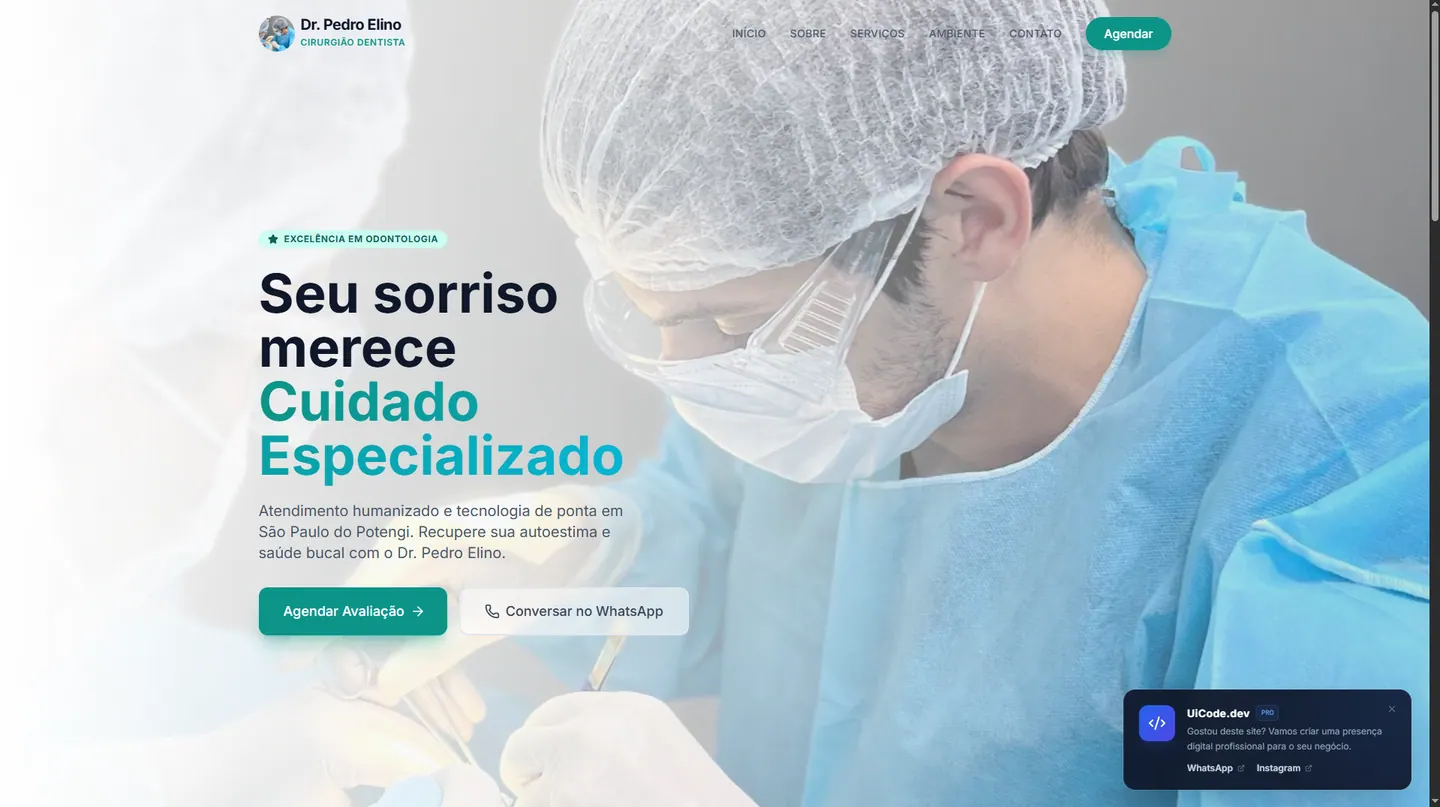 Dr. Pedro Elino
CIRURGIÃO DENTISTA
INÍCIO SOBRE SERVIÇOS AMBIENTE CONTATO Agendar
EXCELÊNCIA EM ODONTOLOGIA
Seu sorriso
merece
Cuidado
Especializado
Atendimento humanizado e tecnologia de ponta em
São Paulo do Potengi. Recupere sua autoestima e
saúde bucal com o Dr. Pedro Elino.
Agendar Avaliação → Conversar no WhatsApp
UiCode.dev PRO
Gostou deste site? Vamos criar uma presença
digital profissional para o seu negócio.
WhatsApp Instagram